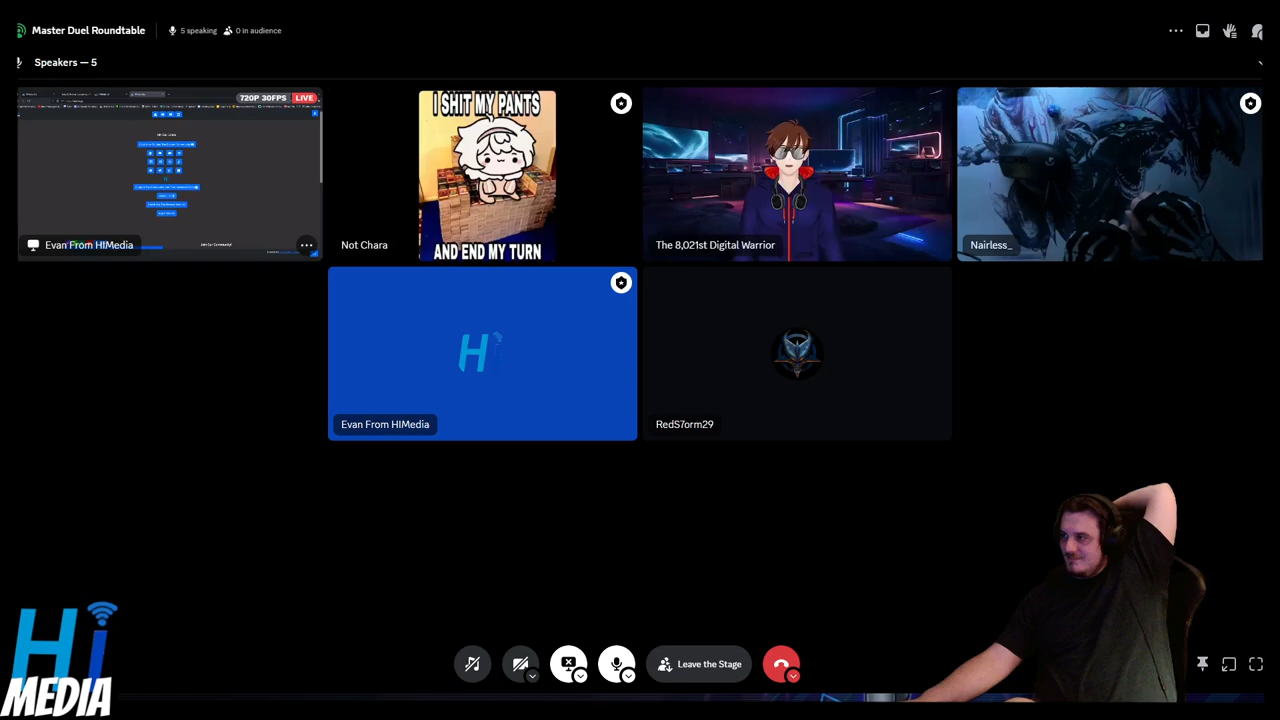 Master Duel Roundtable
5 speaking
0 in audience
Speakers — 5
720P 30FPS
LIVE
Evan From HIMedia
I SHIT MY PANTS
AND END MY TURN
Not Chara
The 8,021st Digital Warrior
Nairless_
Hi
Evan From HIMedia
RedS7orm29
Leave the Stage
Hi
MEDIA